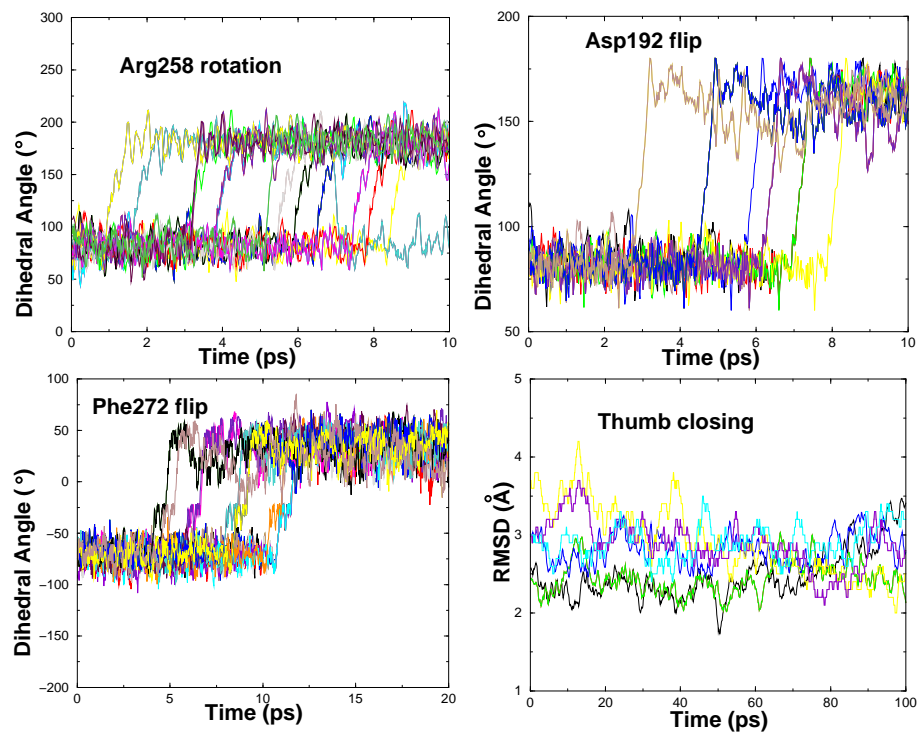 Arg258 rotation
Dihedral Angle (°)
300
250
200
150
100
50
0
0 2 4 6 8 10
Time (ps)
Asp192 flip
Dihedral Angle (°)
200
150
100
50
0 2 4 6 8 10
Time (ps)
Phe272 flip
Dihedral Angle (°)
100
50
0
−50
−100
−150
−200
0 5 10 15 20
Time (ps)
Thumb closing
RMSD (Å)
5
4
3
2
1
0 20 40 60 80 100
Time (ps)